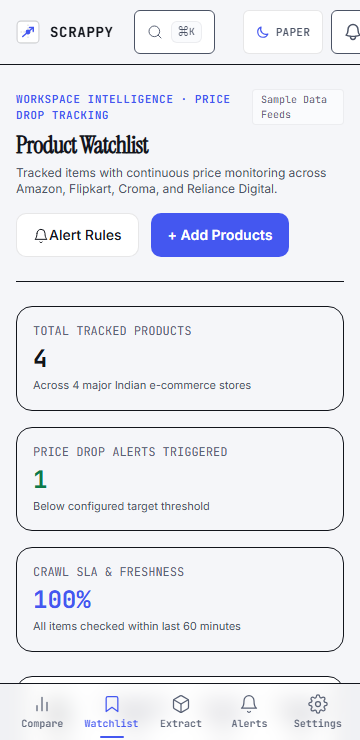 SCRAPPY
⌘K
PAPER
WORKSPACE INTELLIGENCE · PRICE
DROP TRACKING
Sample Data
Feeds
Product Watchlist
Tracked items with continuous price monitoring across
Amazon, Flipkart, Croma, and Reliance Digital.
Alert Rules
+ Add Products
TOTAL TRACKED PRODUCTS
4
Across 4 major Indian e-commerce stores
PRICE DROP ALERTS TRIGGERED
1
Below configured target threshold
CRAWL SLA & FRESHNESS
100%
All items checked within last 60 minutes
Compare
Watchlist
Extract
Alerts
Settings